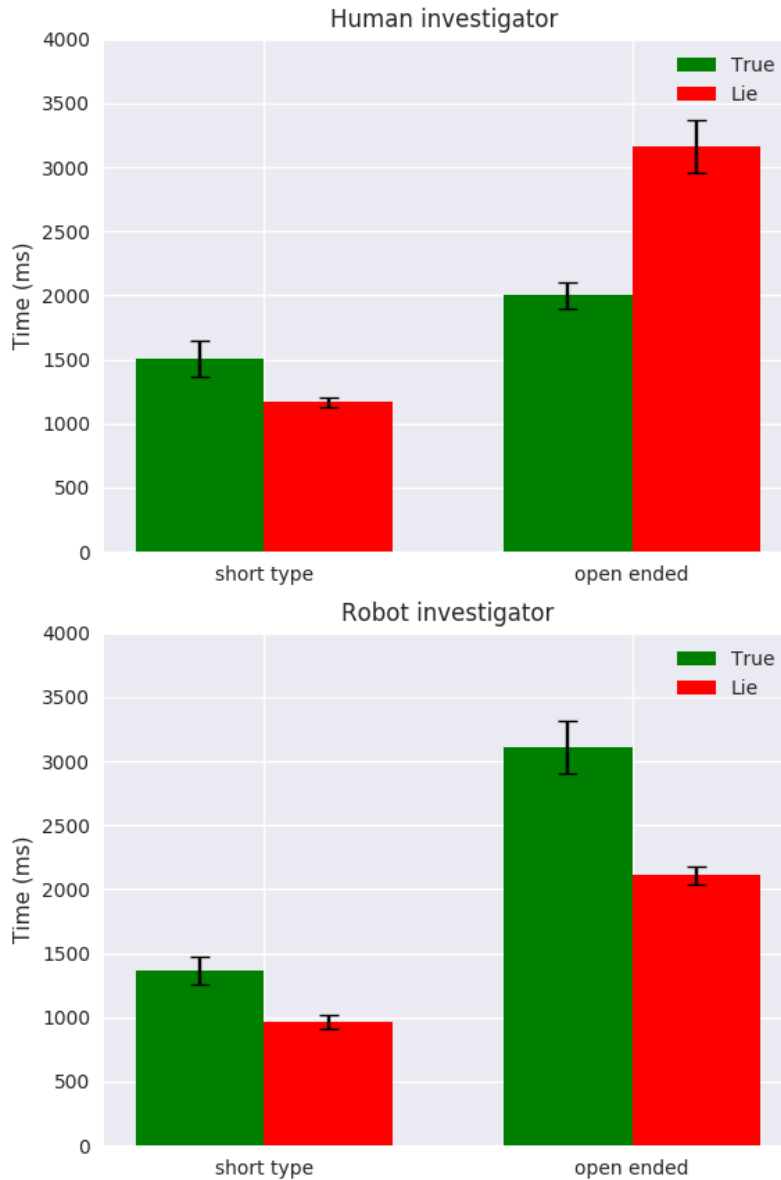 Human investigator
4000
True
Lie
3500
3000
2500
2000
1500
1000
500
0
Time (ms)
short type
open ended
Robot investigator
4000
True
Lie
3500
3000
2500
2000
1500
1000
500
0
Time (ms)
short type
open ended